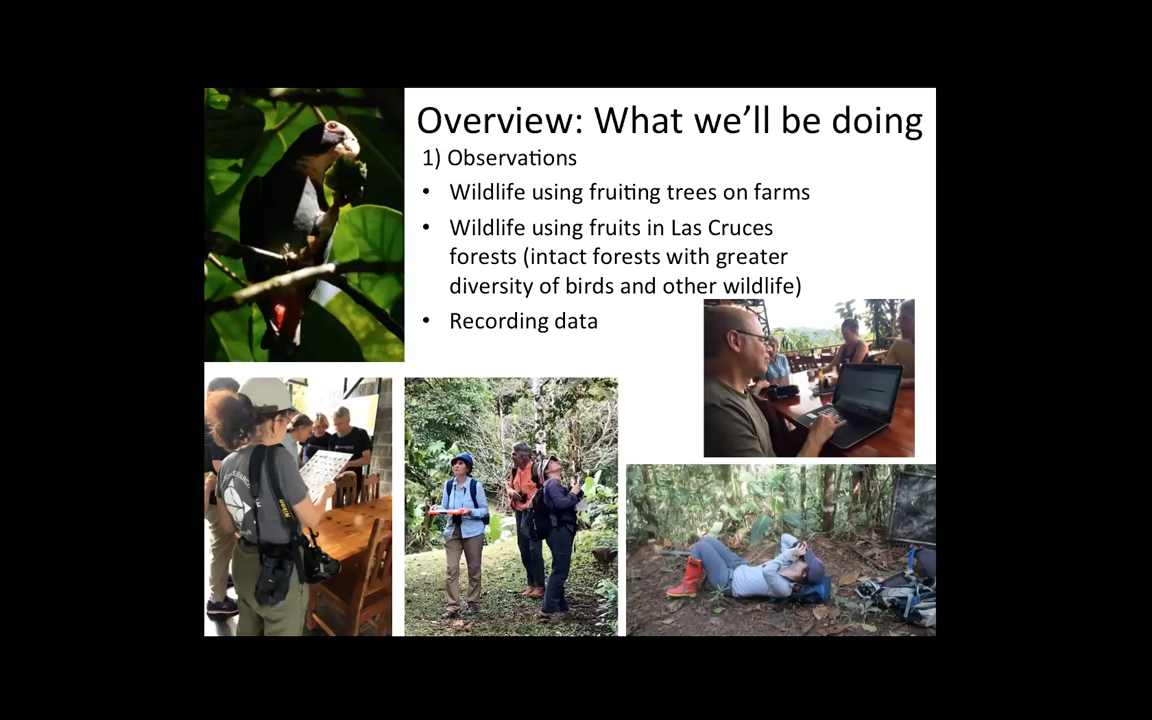 Overview: What we'll be doing
1) Observations
• Wildlife using fruiting trees on farms
• Wildlife using fruits in Las Cruces
forests (intact forests with greater
diversity of birds and other wildlife)
• Recording data
Nikon